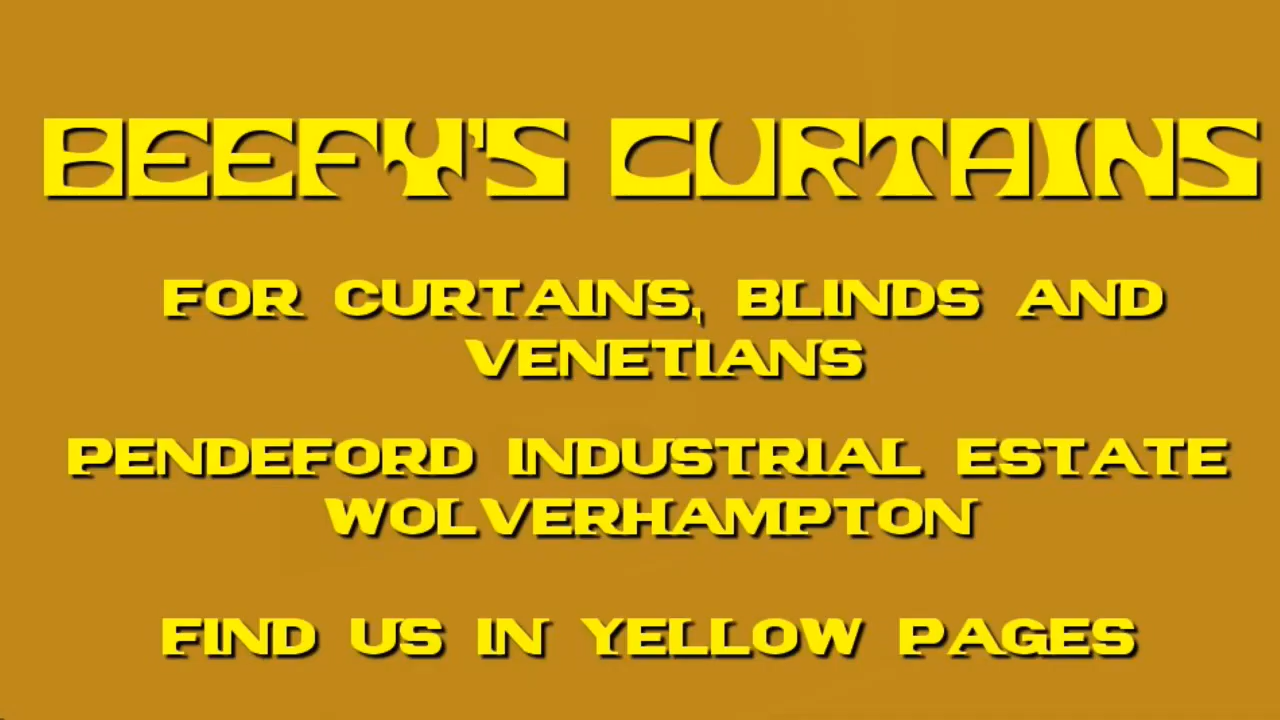 BEEFY'S CURTAINS
FOR CURTAINS, BLINDS AND
VENETIANS
PENDEFORD INDUSTRIAL ESTATE
WOLVERHAMPTON
FIND US IN YELLOW PAGES